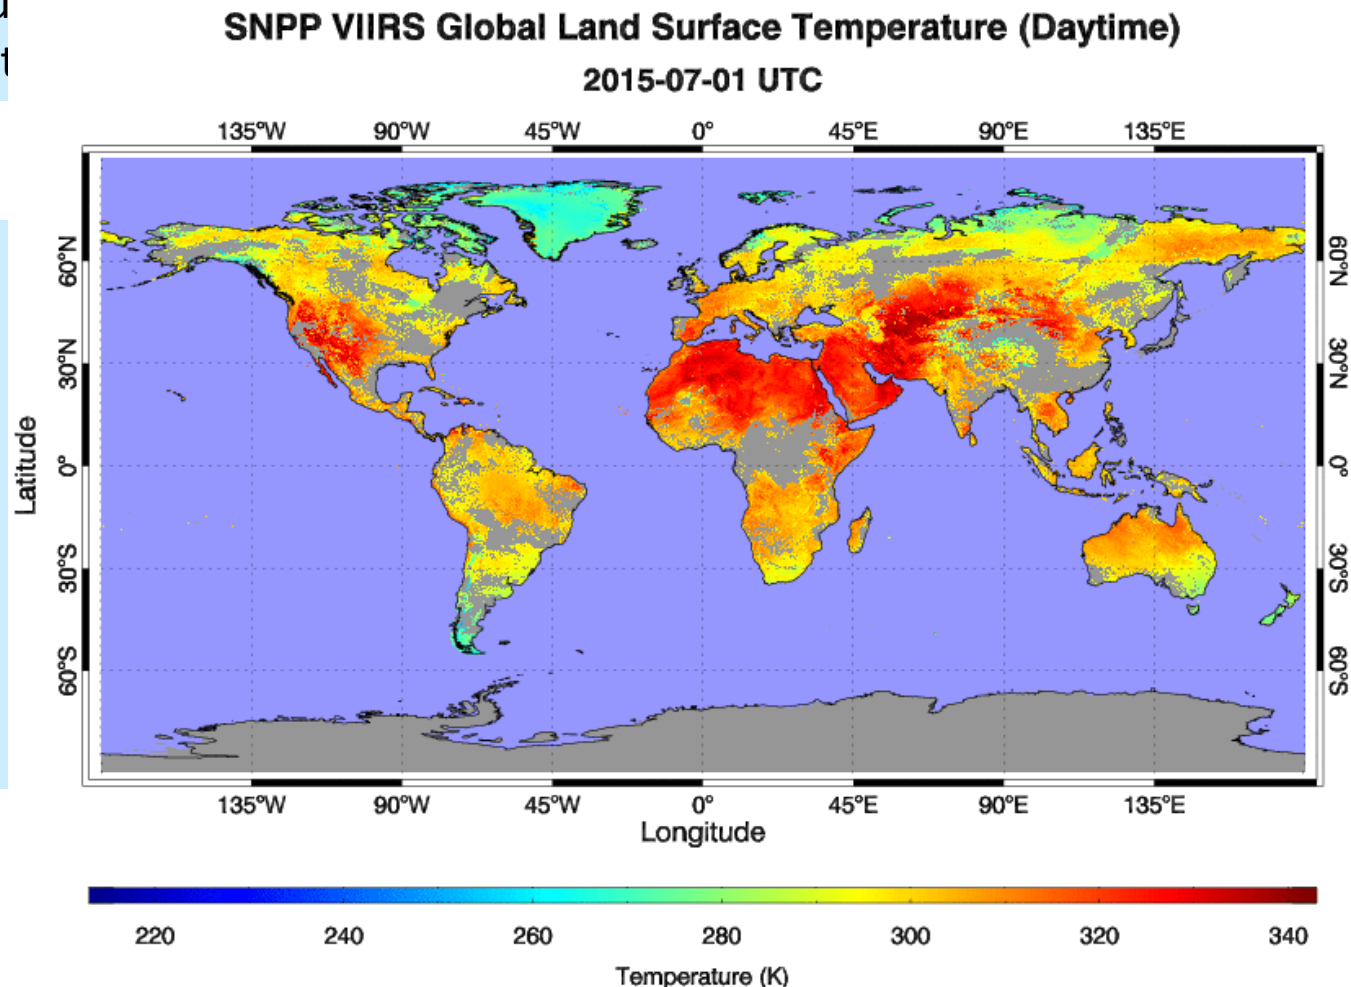 SNPP VIIRS Global Land Surface Temperature (Daytime)
2015-07-01 UTC
135°W 90°W 45°W 0° 45°E 90°E 135°E
60°N 60°N
30°N 30°N
Latitude
0° 0°
30°S 30°S
60°S 60°S
135°W 90°W 45°W 0° 45°E 90°E 135°E
Longitude
220 240 260 280 300 320 340
Temperature (K)